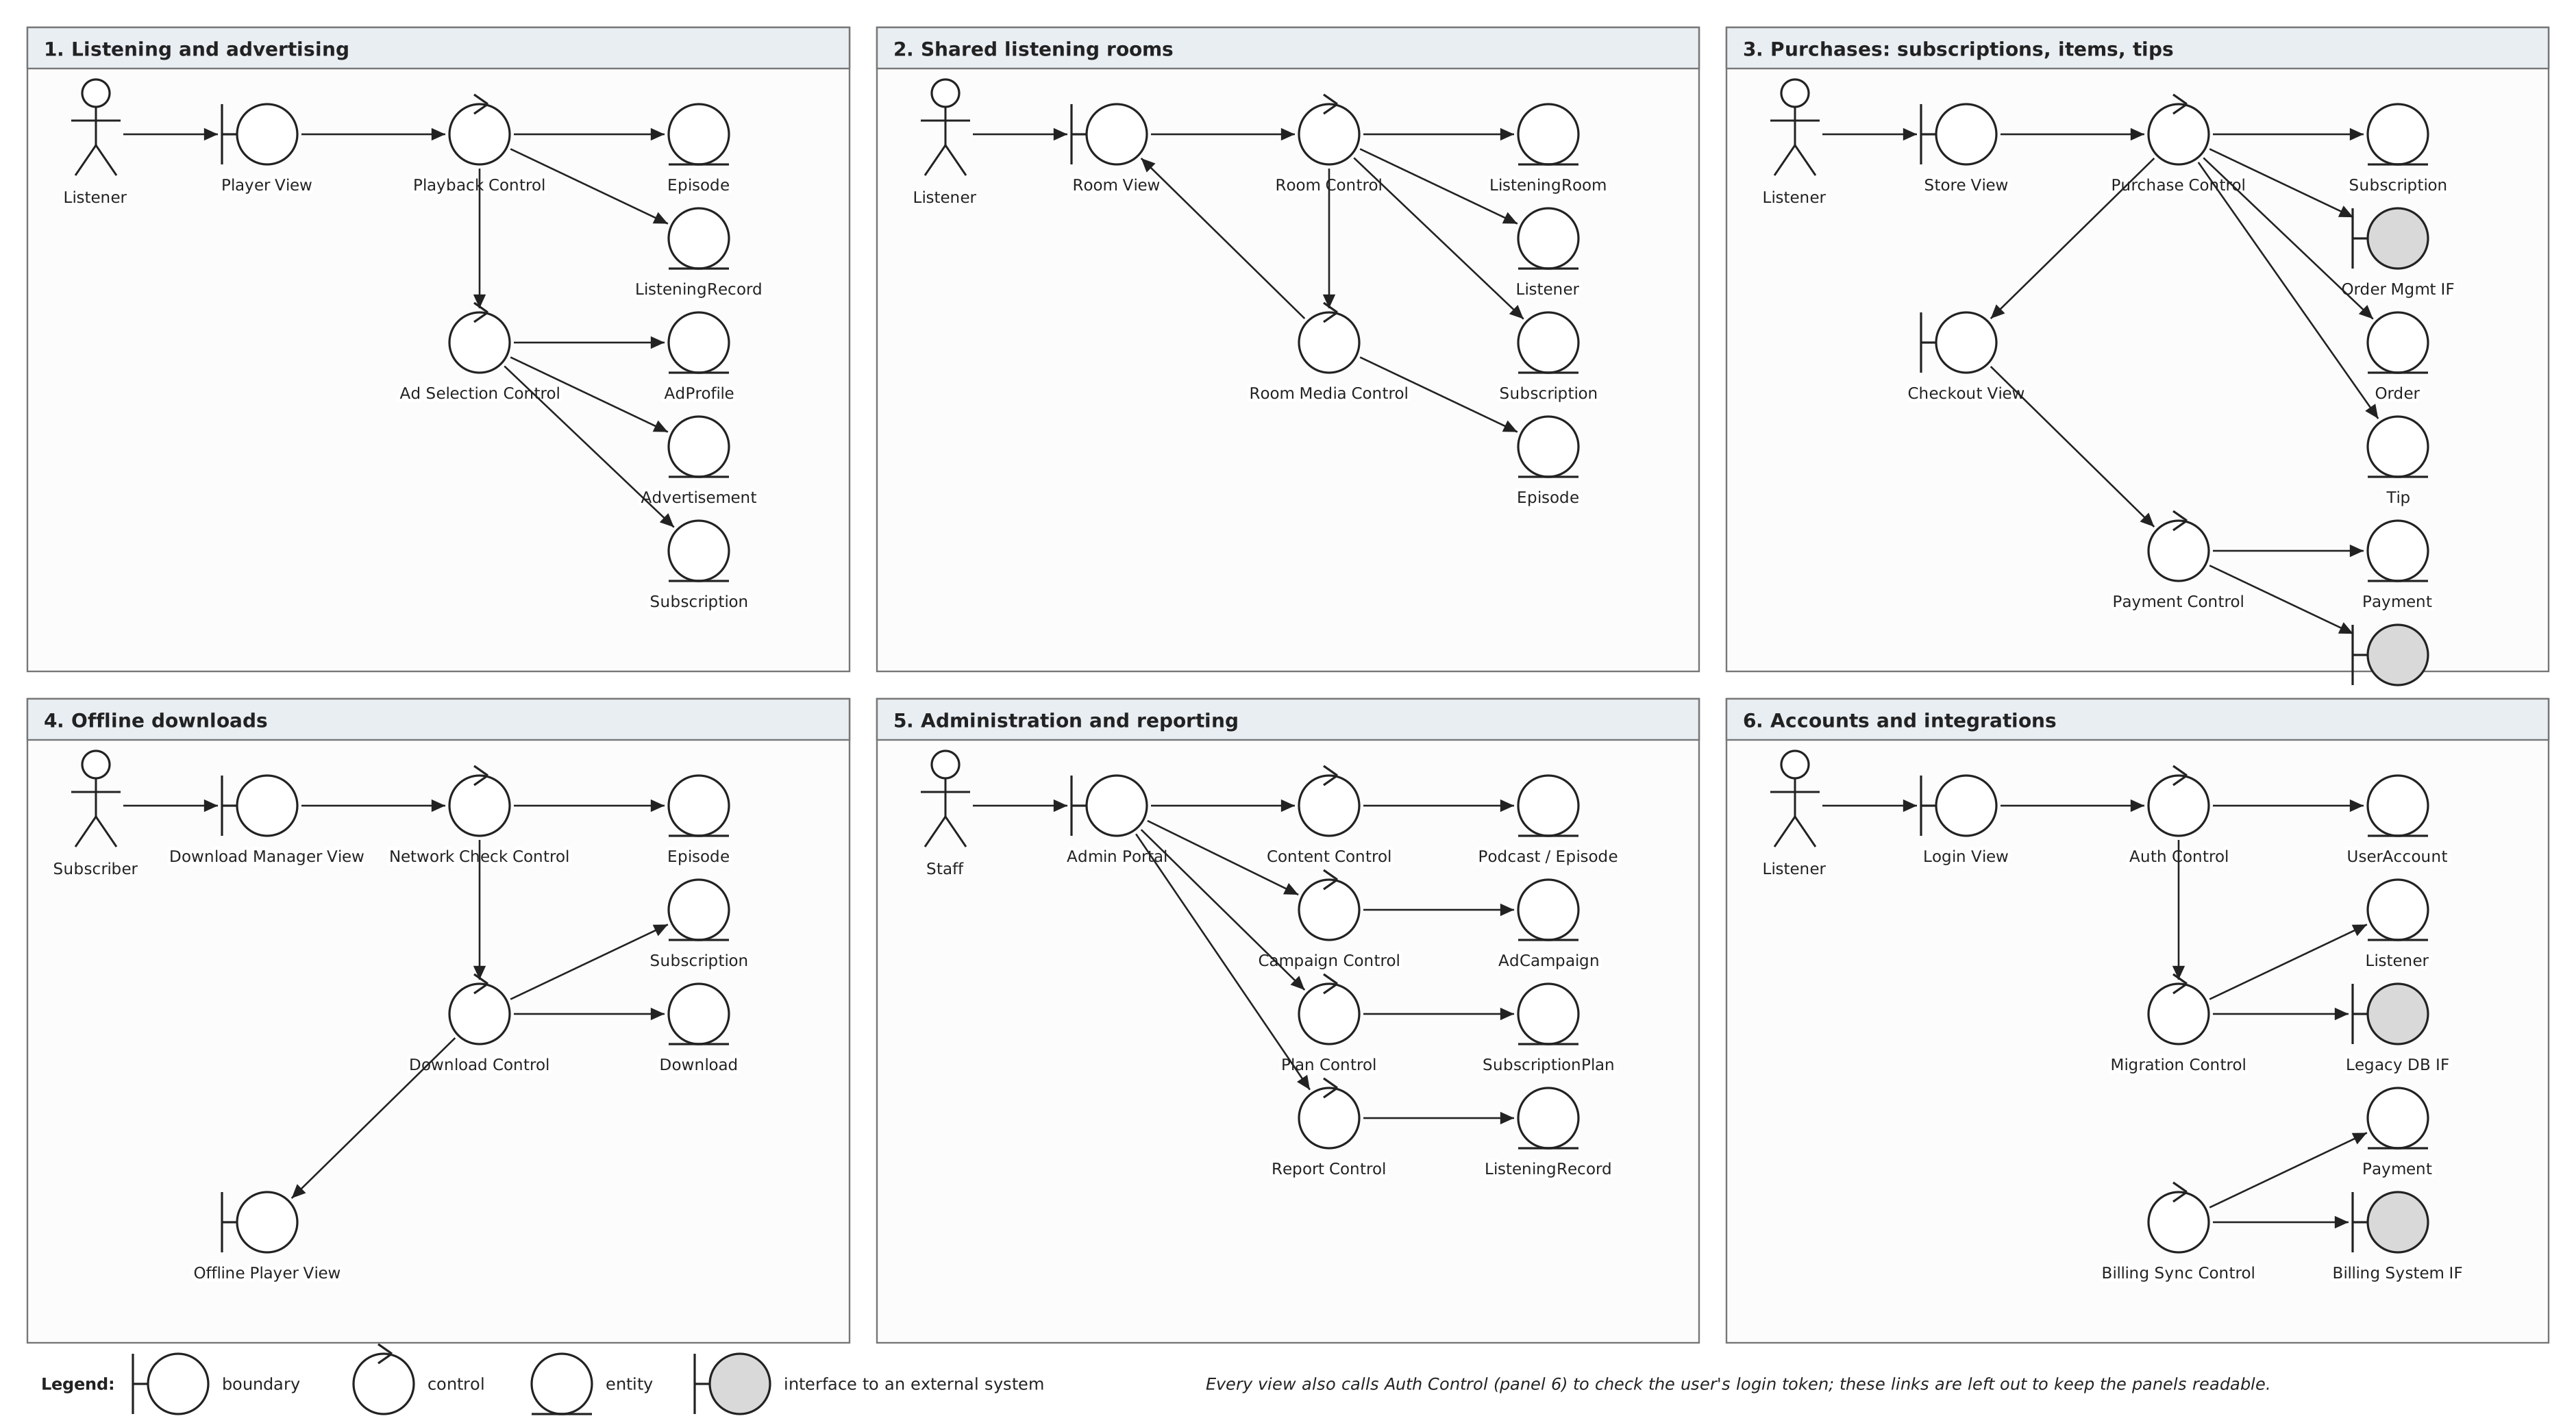 1. Listening and advertising
Listener
Player View
Playback Control
Episode
ListeningRecord
Ad Selection Control
AdProfile
Advertisement
Subscription
2. Shared listening rooms
Listener
Room View
Room Control
ListeningRoom
Listener
Room Media Control
Subscription
Episode
3. Purchases: subscriptions, items, tips
Listener
Store View
Purchase Control
Subscription
Order Mgmt IF
Checkout View
Order
Tip
Payment Control
Payment
4. Offline downloads
Subscriber
Download Manager View
Network Check Control
Episode
Subscription
Download Control
Download
Offline Player View
5. Administration and reporting
Staff
Admin Portal
Content Control
Podcast / Episode
Campaign Control
AdCampaign
Plan Control
SubscriptionPlan
Report Control
ListeningRecord
6. Accounts and integrations
Listener
Login View
Auth Control
UserAccount
Listener
Migration Control
Legacy DB IF
Payment
Billing Sync Control
Billing System IF
Legend:
boundary
control
entity
interface to an external system
Every view also calls Auth Control (panel 6) to check the user's login token; these links are left out to keep the panels readable.